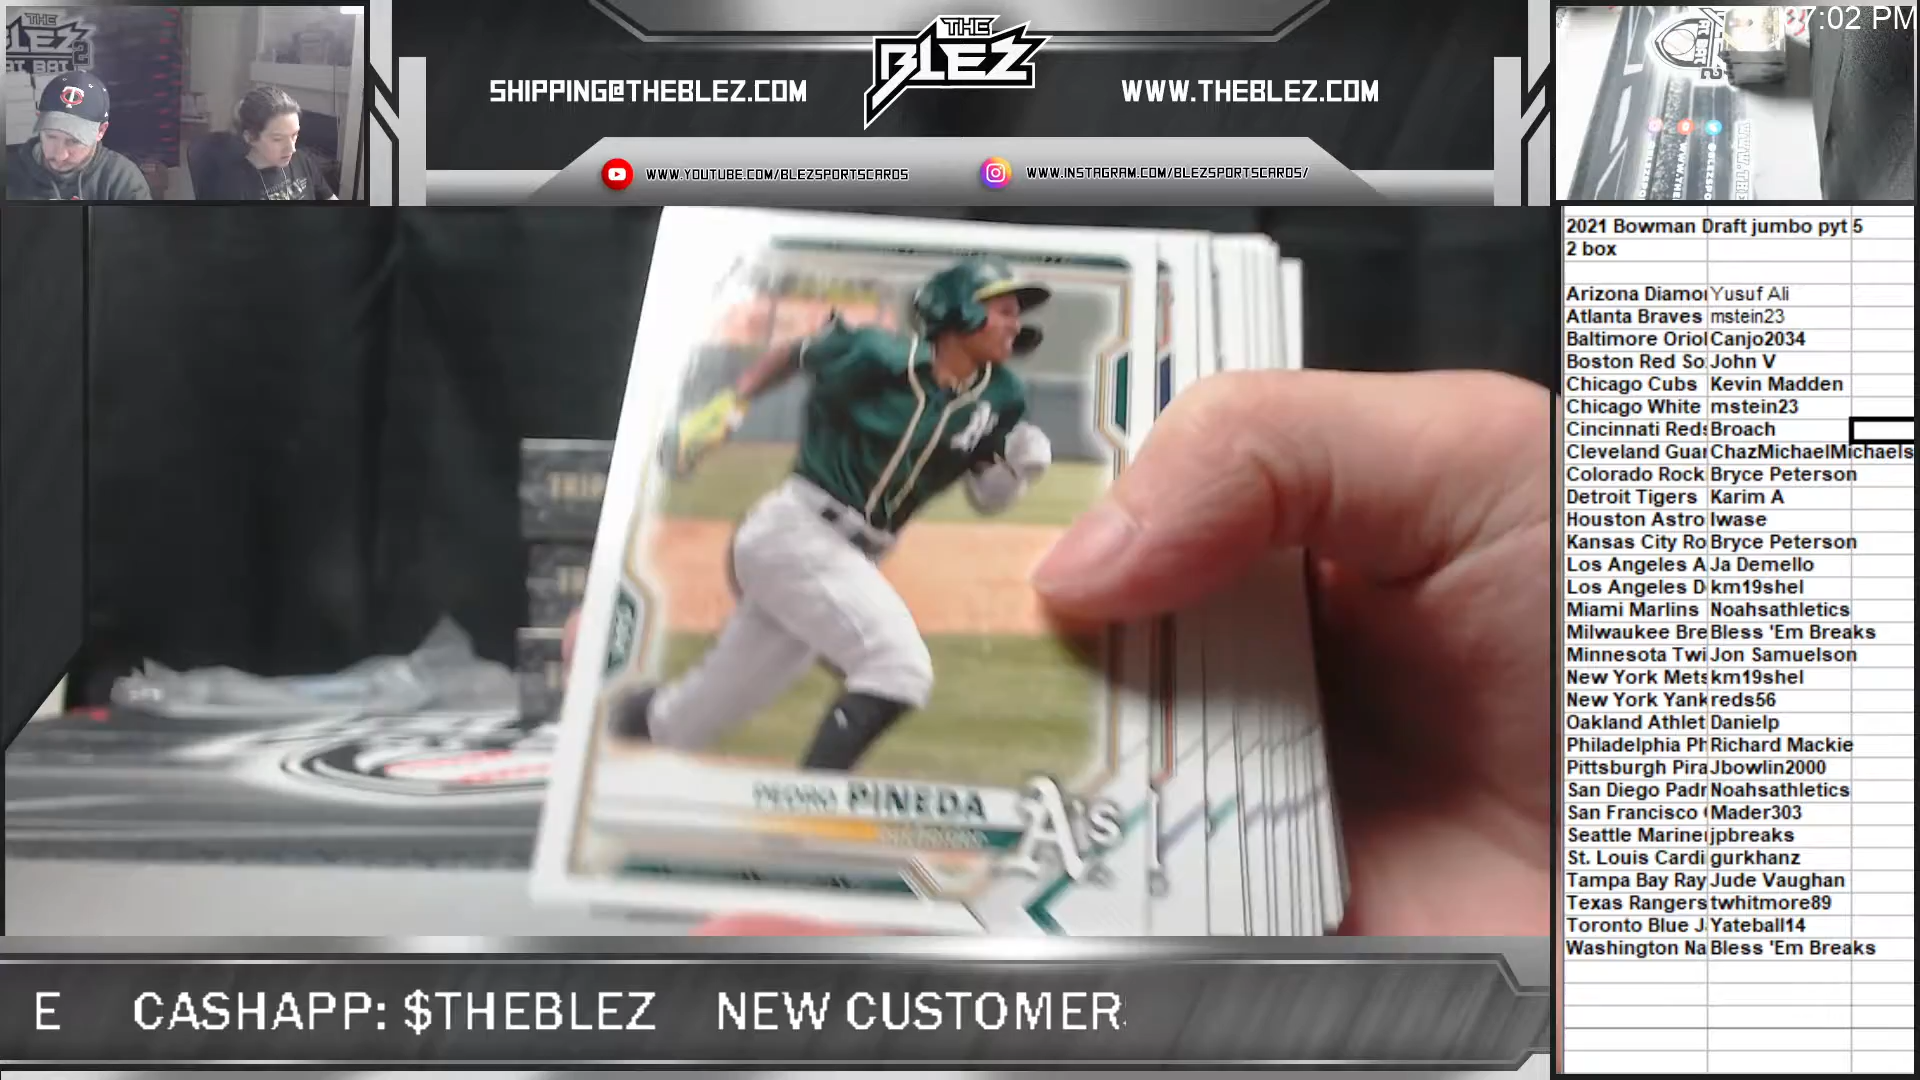 THE
BLEZ
AT BAT
SHIPPING@THEBLEZ.COM
THE
BLEZ
WWW.THEBLEZ.COM
WWW.YOUTUBE.COM/BLEZSPORTSCARDS
WWW.INSTAGRAM.COM/BLEZSPORTSCARDS/
7:02 PM
2021 Bowman Draft jumbo pyt 5
2 box
Arizona Diamo Yusuf Ali
Atlanta Braves mstein23
Baltimore Oriol Canjo2034
Boston Red So John V
Chicago Cubs Kevin Madden
Chicago White mstein23
Cincinnati Reds Broach
Cleveland Guar ChazMichaelMichaels
Colorado Rock Bryce Peterson
Detroit Tigers Karim A
Houston Astro Iwase
Kansas City Ro Bryce Peterson
Los Angeles A Ja Demello
Los Angeles D km19shel
Miami Marlins Noahsathletics
Milwaukee Bre Bless 'Em Breaks
Minnesota Twi Jon Samuelson
New York Mets km19shel
New York Yank reds56
Oakland Athlet Danielp
Philadelphia Ph Richard Mackie
Pittsburgh Pira Jbowlin2000
San Diego Padr Noahsathletics
San Francisco Mader303
Seattle Mariner jpbreaks
St. Louis Cardi gurkhanz
Tampa Bay Ray Jude Vaughan
Texas Rangers twhitmore89
Toronto Blue J Yateball14
Washington Na Bless 'Em Breaks
PEDRO PINEDA
A's
E CASHAPP: $THEBLEZ NEW CUSTOMER